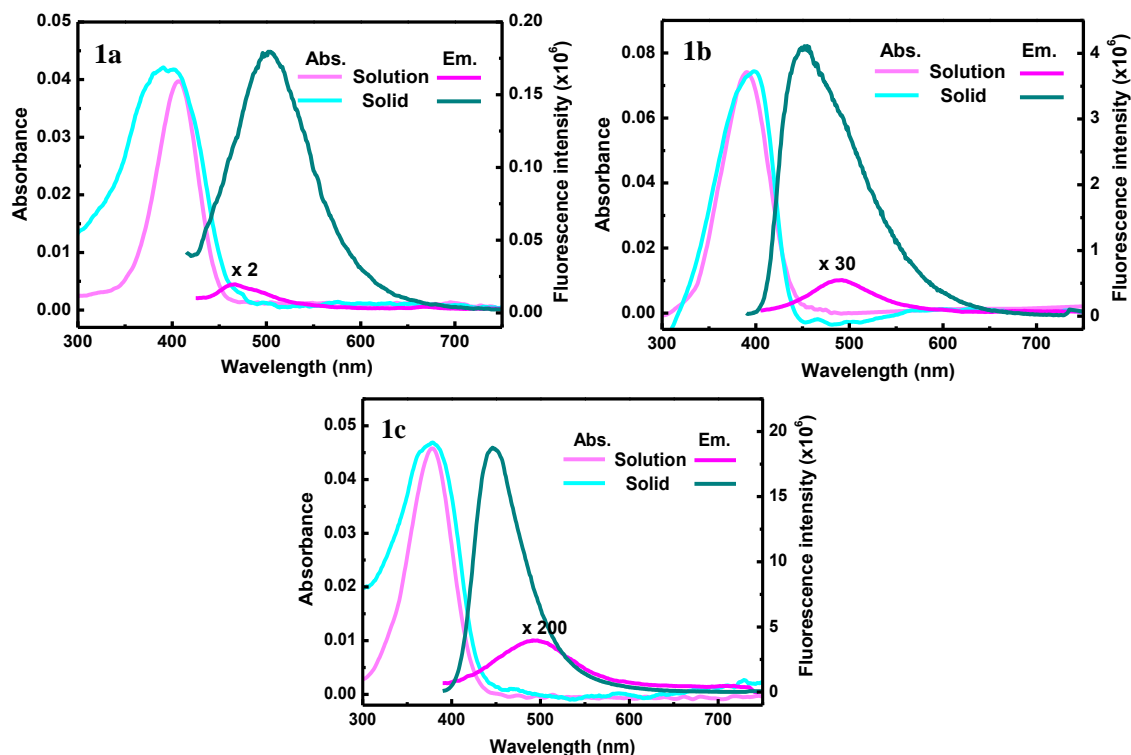 1a
Abs. Em.
Solution
Solid
x 2
0.05
0.04
0.03
0.02
0.01
0.00
Absorbance
0.20
0.15
0.10
0.05
0.00
Fluorescence intensity (x10⁶)
300 400 500 600 700
Wavelength (nm)
1b
Abs. Em.
Solution
Solid
x 30
0.08
0.06
0.04
0.02
0.00
Absorbance
4
3
2
1
0
Fluorescence intensity (x10⁶)
300 400 500 600 700
Wavelength (nm)
1c
Abs. Em.
Solution
Solid
x 200
0.05
0.04
0.03
0.02
0.01
0.00
Absorbance
20
15
10
5
0
Fluorescence intensity (x10⁶)
300 400 500 600 700
Wavelength (nm)